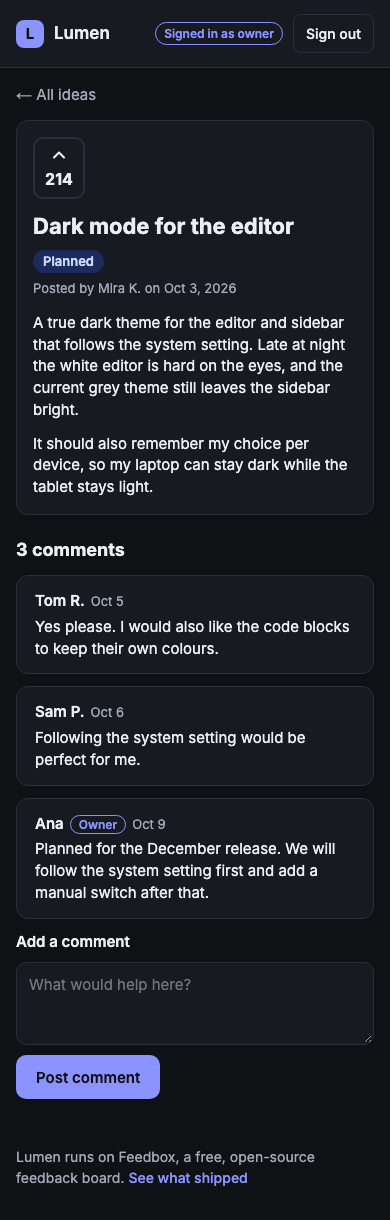 L Lumen Signed in as owner Sign out
← All ideas
214
Dark mode for the editor
Planned
Posted by Mira K. on Oct 3, 2026
A true dark theme for the editor and sidebar
that follows the system setting. Late at night
the white editor is hard on the eyes, and the
current grey theme still leaves the sidebar
bright.
It should also remember my choice per
device, so my laptop can stay dark while the
tablet stays light.
3 comments
Tom R. Oct 5
Yes please. I would also like the code blocks
to keep their own colours.
Sam P. Oct 6
Following the system setting would be
perfect for me.
Ana Owner Oct 9
Planned for the December release. We will
follow the system setting first and add a
manual switch after that.
Add a comment
What would help here?
Post comment
Lumen runs on Feedbox, a free, open-source
feedback board. See what shipped